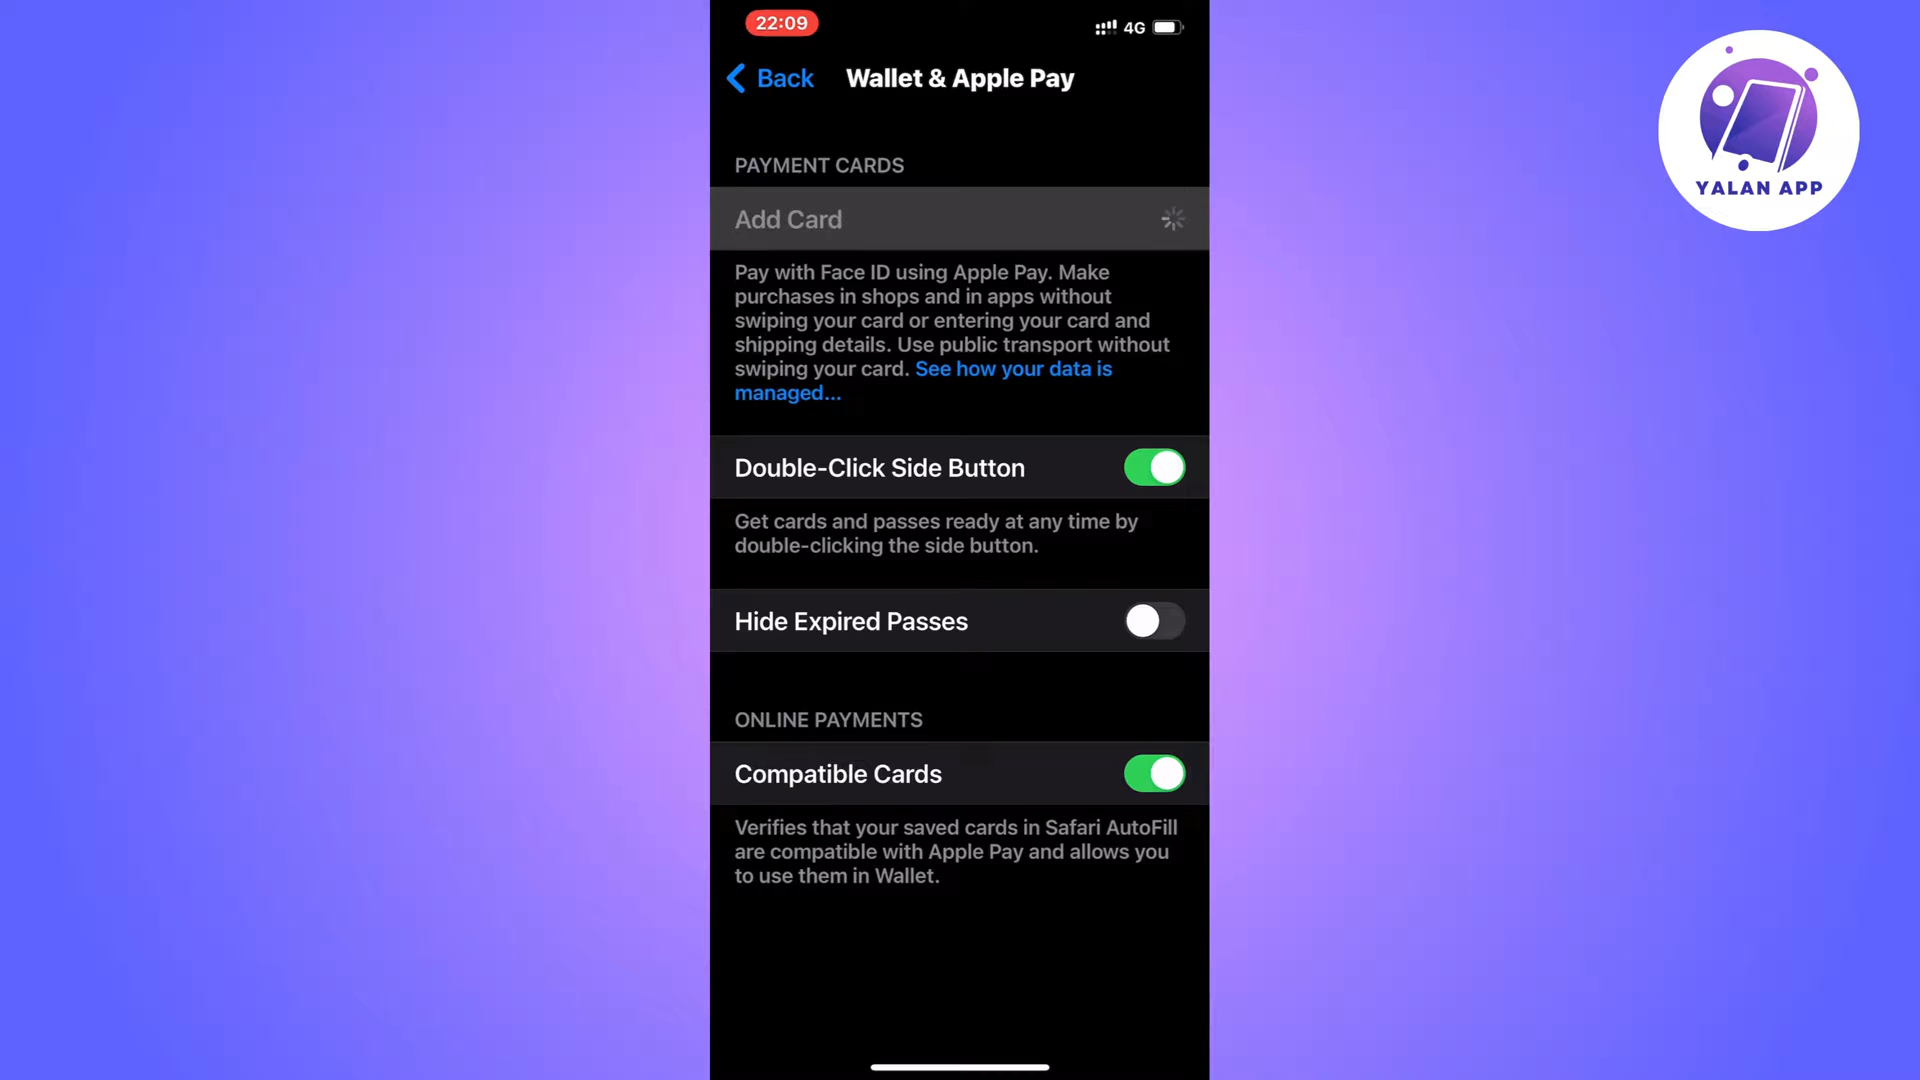 22:09
4G
Back
Wallet & Apple Pay
YALAN APP
PAYMENT CARDS
Add Card
Pay with Face ID using Apple Pay. Make
purchases in shops and in apps without
swiping your card or entering your card and
shipping details. Use public transport without
swiping your card. See how your data is
managed...
Double-Click Side Button
Get cards and passes ready at any time by
double-clicking the side button.
Hide Expired Passes
ONLINE PAYMENTS
Compatible Cards
Verifies that your saved cards in Safari AutoFill
are compatible with Apple Pay and allows you
to use them in Wallet.